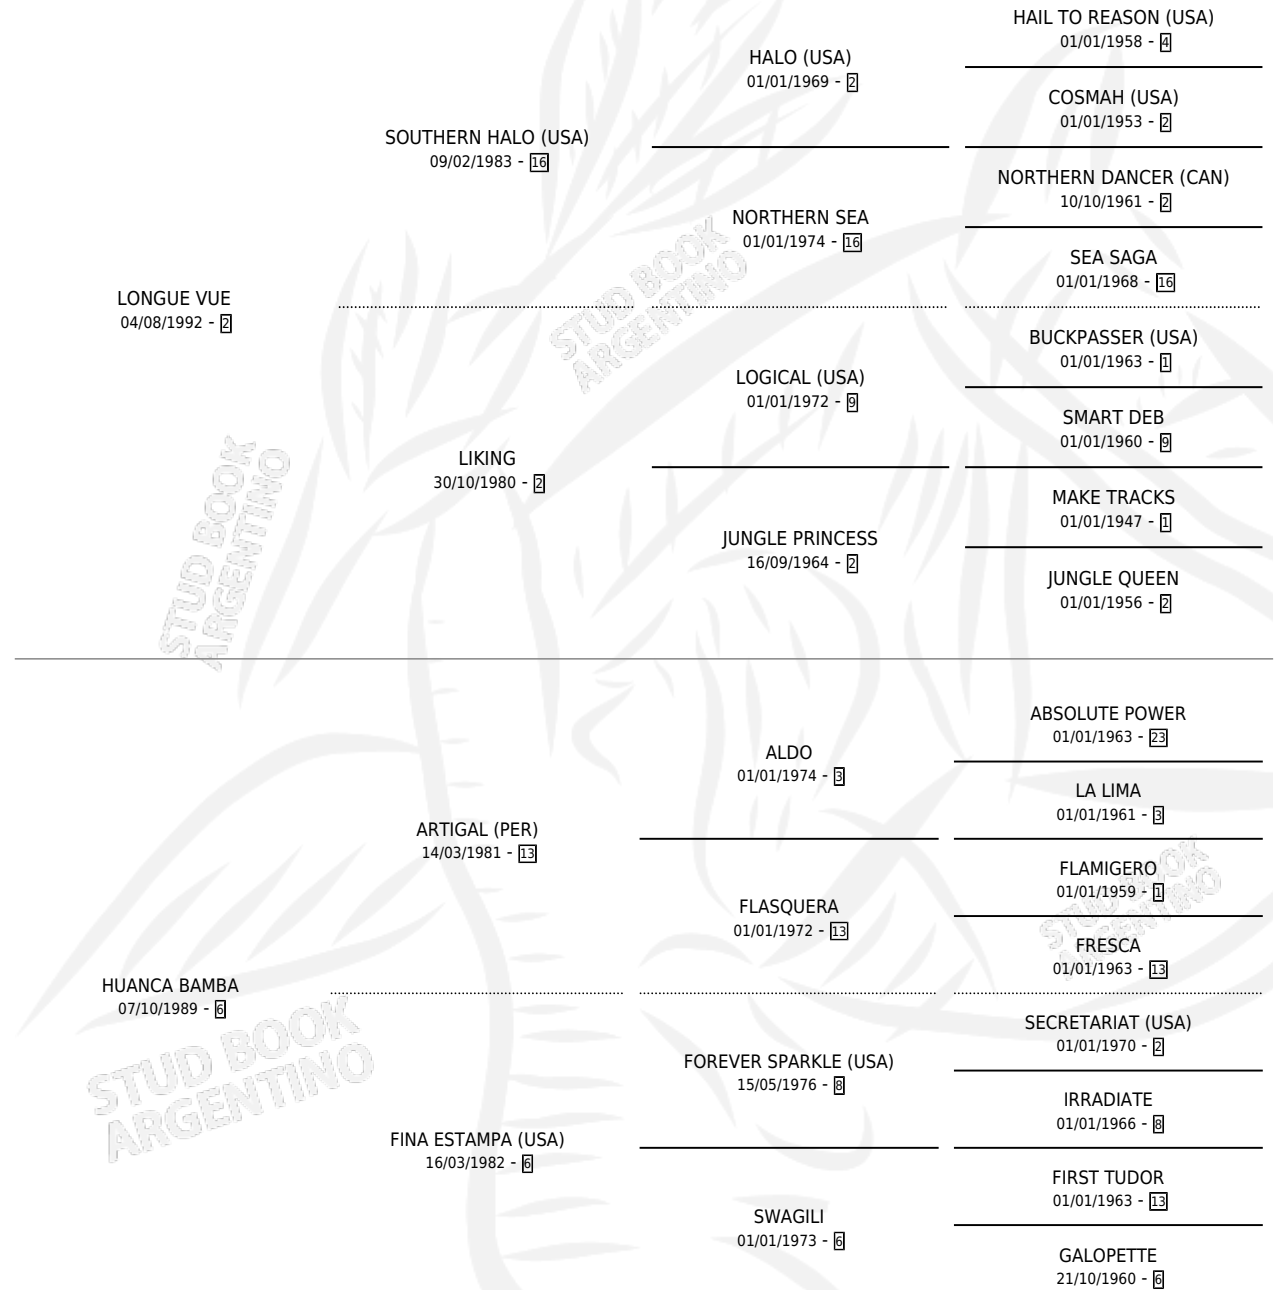 HAIL TO REASON (USA)
01/01/1958 - 4
HALO (USA)
01/01/1969 - 2
COSMAH (USA)
01/01/1953 - 2
SOUTHERN HALO (USA)
09/02/1983 - 16
NORTHERN DANCER (CAN)
10/10/1961 - 2
NORTHERN SEA
01/01/1974 - 16
SEA SAGA
01/01/1968 - 16
LONGUE VUE
04/08/1992 - 2
BUCKPASSER (USA)
01/01/1963 - 1
LOGICAL (USA)
01/01/1972 - 9
SMART DEB
01/01/1960 - 9
LIKING
30/10/1980 - 2
MAKE TRACKS
01/01/1947 - 1
JUNGLE PRINCESS
16/09/1964 - 2
JUNGLE QUEEN
01/01/1956 - 2
ABSOLUTE POWER
01/01/1963 - 23
ALDO
01/01/1974 - 3
LA LIMA
01/01/1961 - 3
ARTIGAL (PER)
14/03/1981 - 13
FLAMIGERO
01/01/1959 - 1
FLASQUERA
01/01/1972 - 13
FRESCA
01/01/1963 - 13
HUANCA BAMBA
07/10/1989 - 6
SECRETARIAT (USA)
01/01/1970 - 2
FOREVER SPARKLE (USA)
15/05/1976 - 8
IRRADIATE
01/01/1966 - 8
FINA ESTAMPA (USA)
16/03/1982 - 6
FIRST TUDOR
01/01/1963 - 13
SWAGILI
01/01/1973 - 6
GALOPETTE
21/10/1960 - 6
STUD BOOK
ARGENTINO
STUD BOOK
ARGENTINO
STUD BOOK
ARGENTINO
STUD BOOK
ARGENTINO